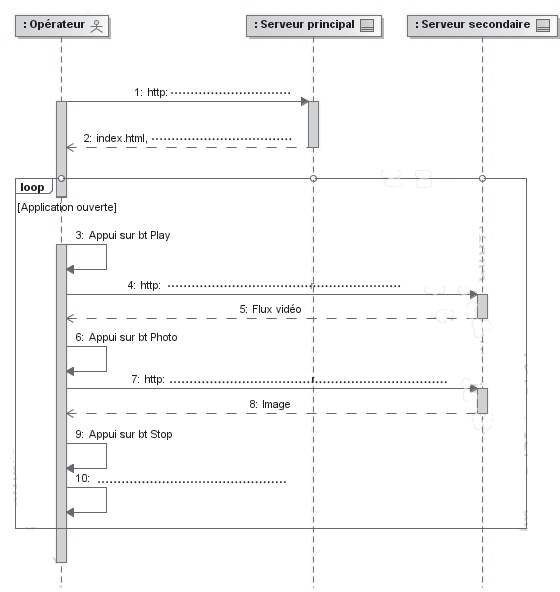 : Opérateur
: Serveur principal
: Serveur secondaire
1: http: ................................
2: index.html, ................................
loop
[Application ouverte]
3: Appui sur bt Play
4: http: ................................
5: Flux vidéo
6: Appui sur bt Photo
7: http: ................................
8: Image
9: Appui sur bt Stop
10: ................................